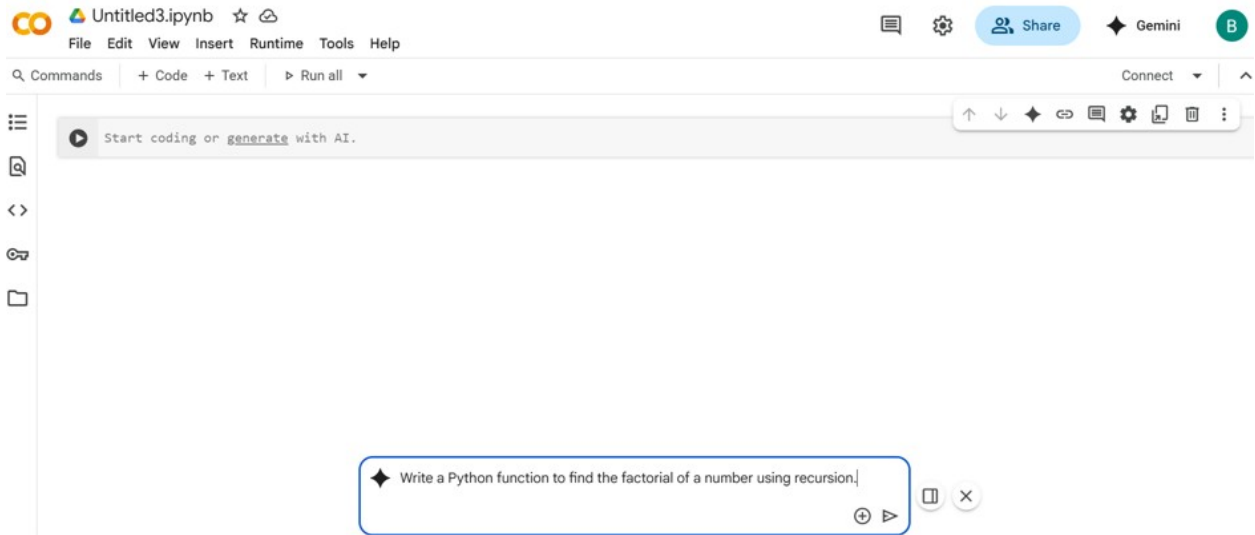 CO Untitled3.ipynb
File Edit View Insert Runtime Tools Help
Share
Gemini
B
Commands + Code + Text Run all
Connect
Start coding or generate with AI.
Write a Python function to find the factorial of a number using recursion.